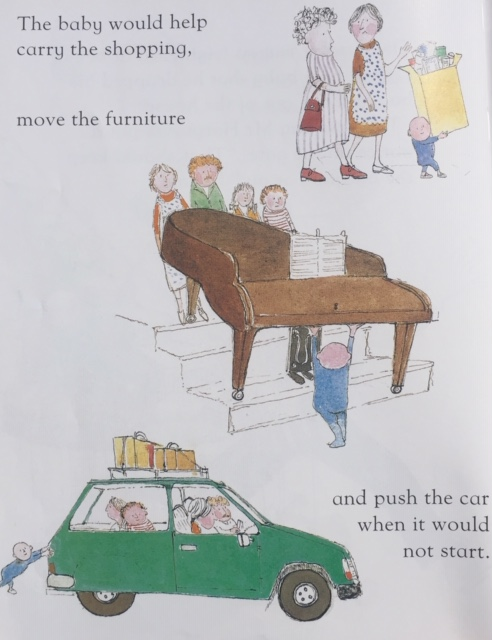 The baby would help
carry the shopping,
move the furniture
and push the car
when it would
not start.